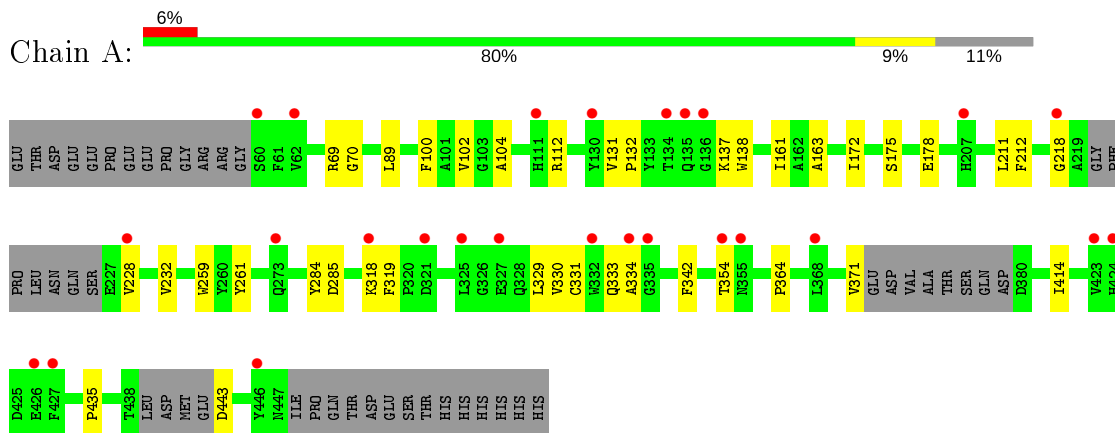 6%
Chain A:
80%
9%
11%
GLU THR ASP GLU GLU PRO GLU GLU PRO GLY ARG ARG GLY S60 F61 V62 R69 G70 L89 F100 A101 V102 G103 A104 H111 R112 Y130 V131 P132 Y133 T134 Q135 G136 K137 W138 I161 A162 A163 I172 S175 E178 H207 L211 F212 G218 A219 GLY PHE
PRO LEU ASN GLN SER E227 V228 V232 W259 Y260 Y261 Q273 Y284 D285 K318 F319 P320 D321 L325 G326 E327 Q328 L329 V330 C331 W332 Q333 A334 G335 F342 T354 N355 P364 L368 V371 GLU ASP VAL ALA THR SER GLN ASP D380 I414 V423 H424
D425 E426 F427 P435 T438 LEU ASP MET GLU D443 Y446 N447 ILE PRO GLN THR ASP GLU SER THR HIS HIS HIS HIS HIS HIS